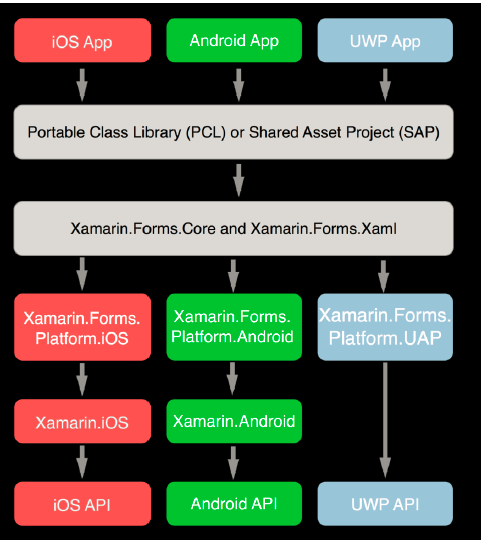 iOS App
Android App
UWP App
Portable Class Library (PCL) or Shared Asset Project (SAP)
Xamarin.Forms.Core and Xamarin.Forms.Xaml
Xamarin.Forms.
Platform.iOS
Xamarin.Forms.
Platform.Android
Xamarin.Forms.
Platform.UAP
Xamarin.iOS
Xamarin.Android
iOS API
Android API
UWP API